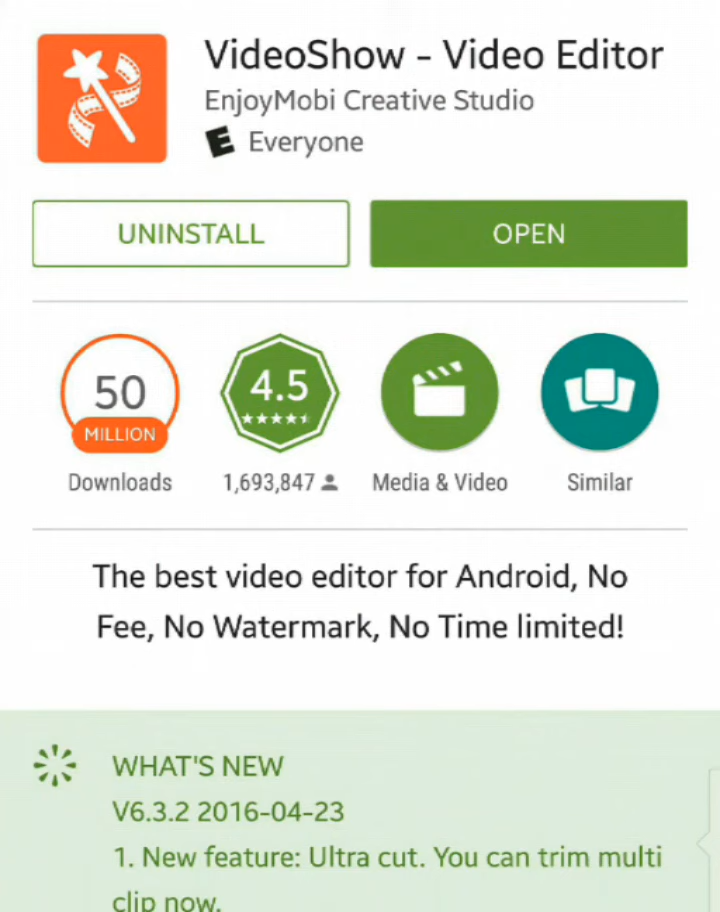 VideoShow - Video Editor
EnjoyMobi Creative Studio
E Everyone
UNINSTALL
OPEN
50
MILLION
Downloads
4.5
1,693,847
Media & Video
Similar
The best video editor for Android, No
Fee, No Watermark, No Time limited!
WHAT'S NEW
V6.3.2 2016-04-23
1. New feature: Ultra cut. You can trim multi
clip now.